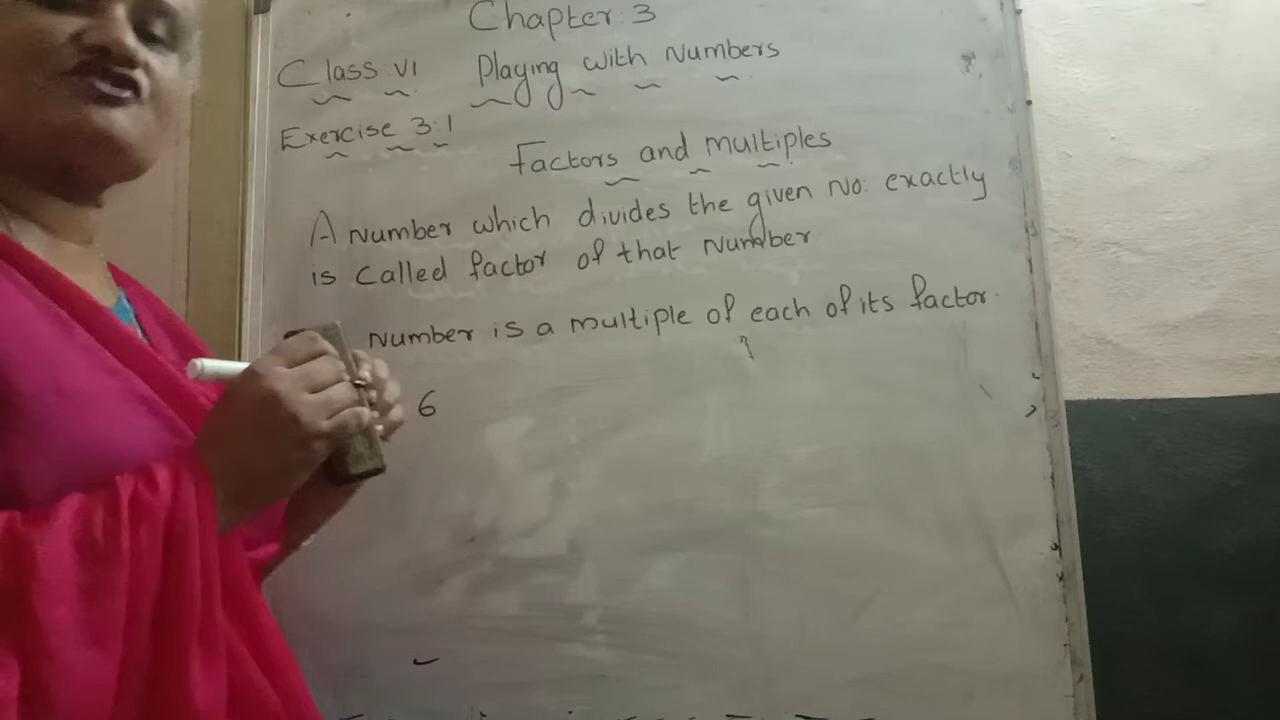 Chapter 3
Class VI Playing with Numbers
Exercise 3.1
Factors and multiples
A number which divides the given No. exactly
is called factor of that number
number is a multiple of each of its factor.
6